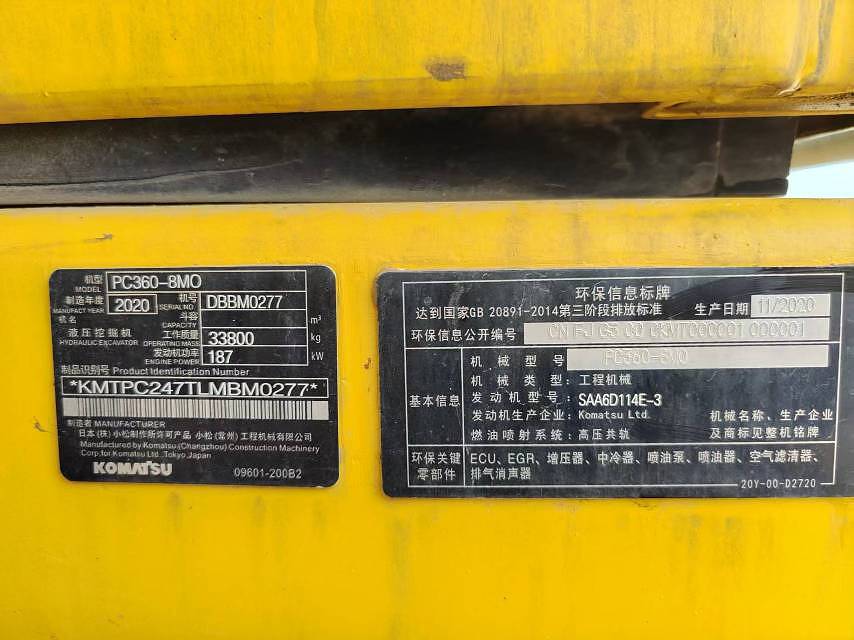 机型 MODEL PC360-8M0
制造年度 MANUFACT YEAR 2020 机号 SERIAL NO DBBM0277
机名 斗容 CAPACITY m³
液压挖掘机 HYDRAULIC EXCAVATOR 工作质量 OPERATING MASS 33800 kg
发动机功率 ENGINE POWER 187 kW
制品识别号 Product Identification Number
*KMTPC247TLMBM0277*
制造者 MANUFACTURER
日本(株)小松制作所许可产品 小松(常州)工程机械有限公司
Manufactured by Komatsu (Changzhou) Construction Machinery
Corp.for Komatsu Ltd.,Tokyo,Japan
KOMATSU 09601-200B2
环保信息标牌
达到国家GB 20891-2014第三阶段排放标准 生产日期 11/2020
环保信息公开编号 CN FJ G3 00 0KMT000001 000001
基本信息
机械型号 PC360-8M0
机械类型:工程机械
发动机型号: SAA6D114E-3
发动机生产企业: Komatsu Ltd.
燃油喷射系统:高压共轨
机械的名称、生产企业
及商标见整机铭牌
环保关键零部件
ECU, EGR, 增压器、中冷器、喷油泵、喷油器、空气滤清器、
排气消声器
20Y-00-D2720